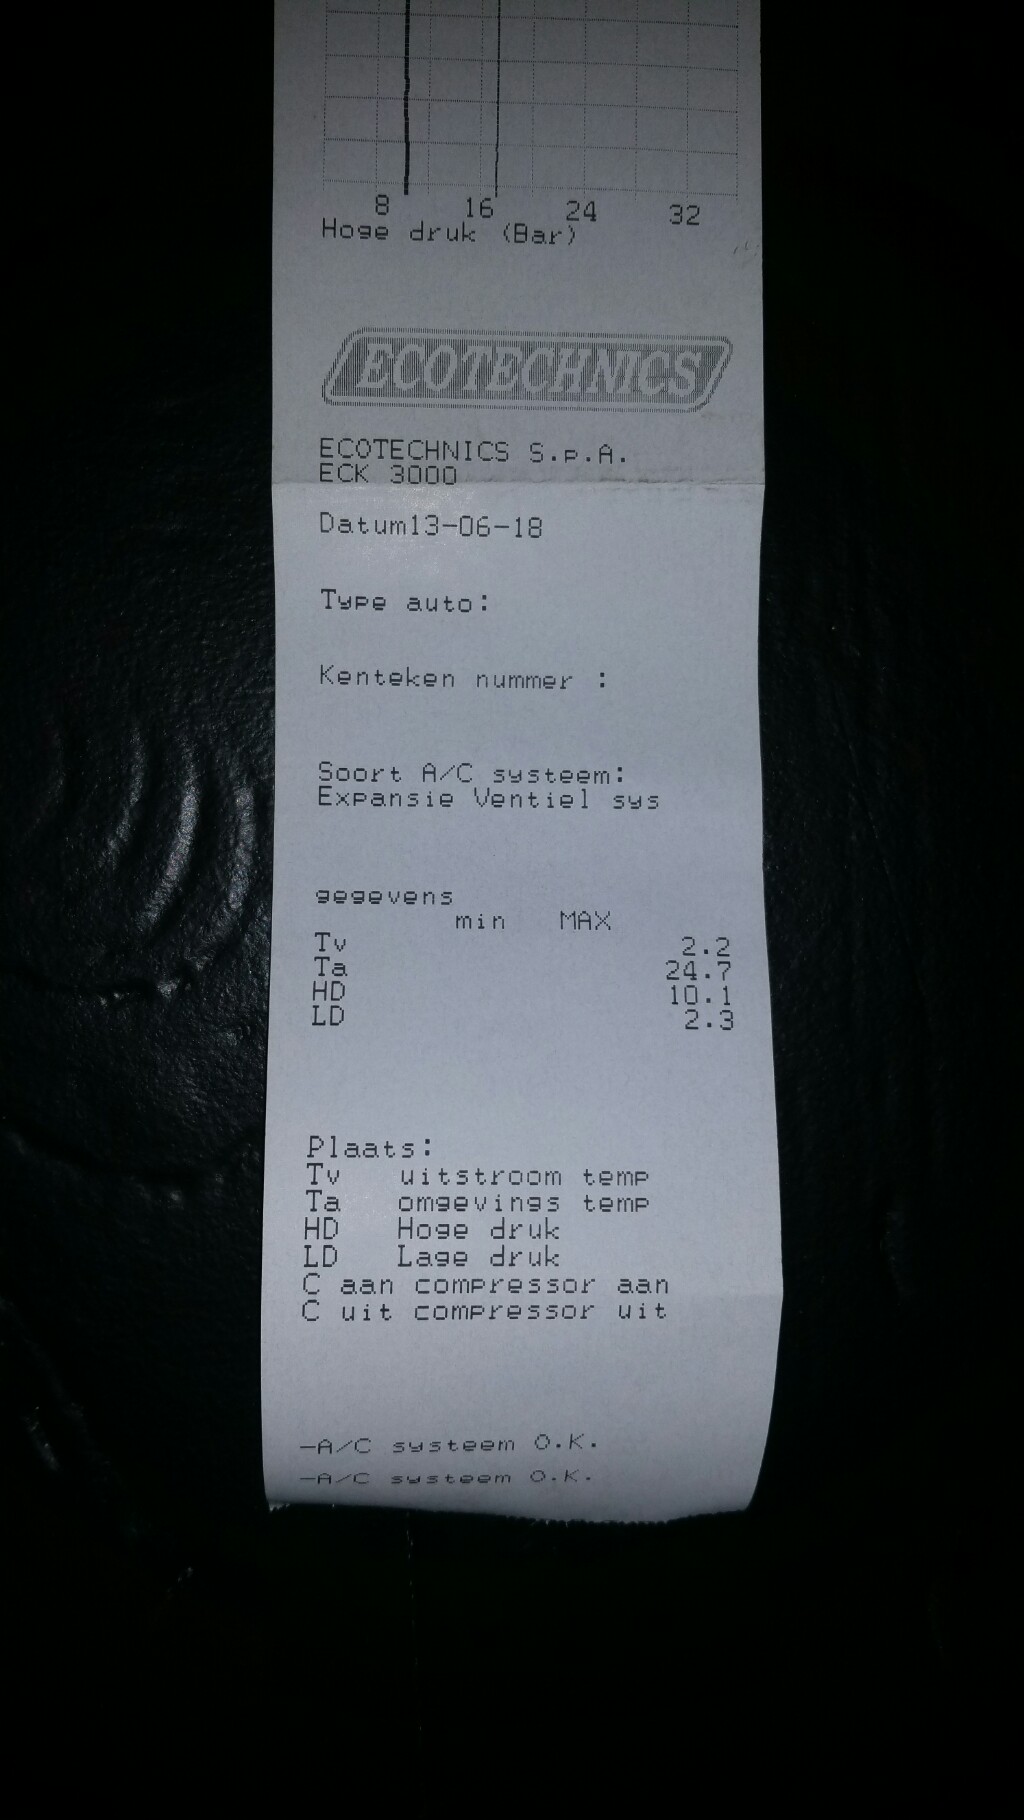 8 16 24 32
Hoge druk (Bar)
ECOTECHNICS
ECOTECHNICS S.p.A.
ECK 3000
Datum13-06-18
Type auto:
Kenteken nummer :
Soort A/C systeem:
Expansie Ventiel sys
gegevens
min MAX
Tv 2.2
Ta 24.7
HD 10.1
LD 2.3
Plaats:
Tv uitstroom temp
Ta omgevings temp
HD Hoge druk
LD Lage druk
C aan compressor aan
C uit compressor uit
-A/C systeem O.K.
-A/C systeem O.K.